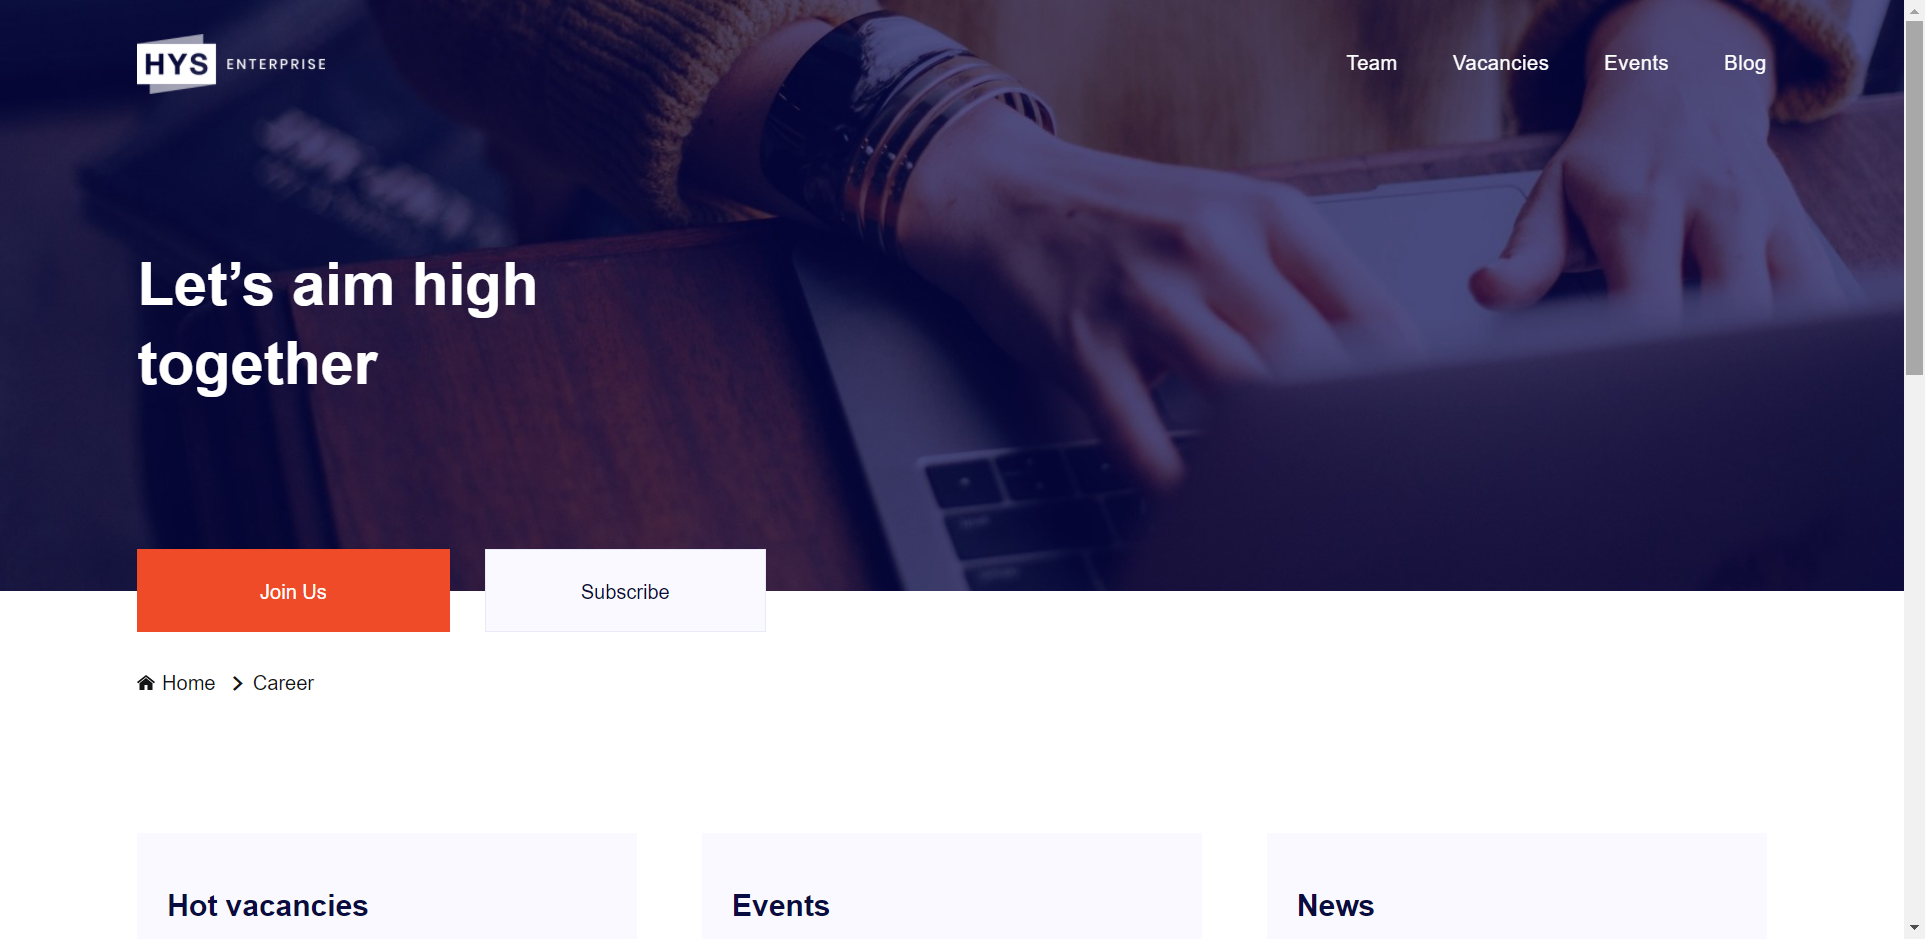 HYS ENTERPRISE
Team
Vacancies
Events
Blog
Let’s aim high
together
Join Us
Subscribe
Home
Career
Hot vacancies
Events
News